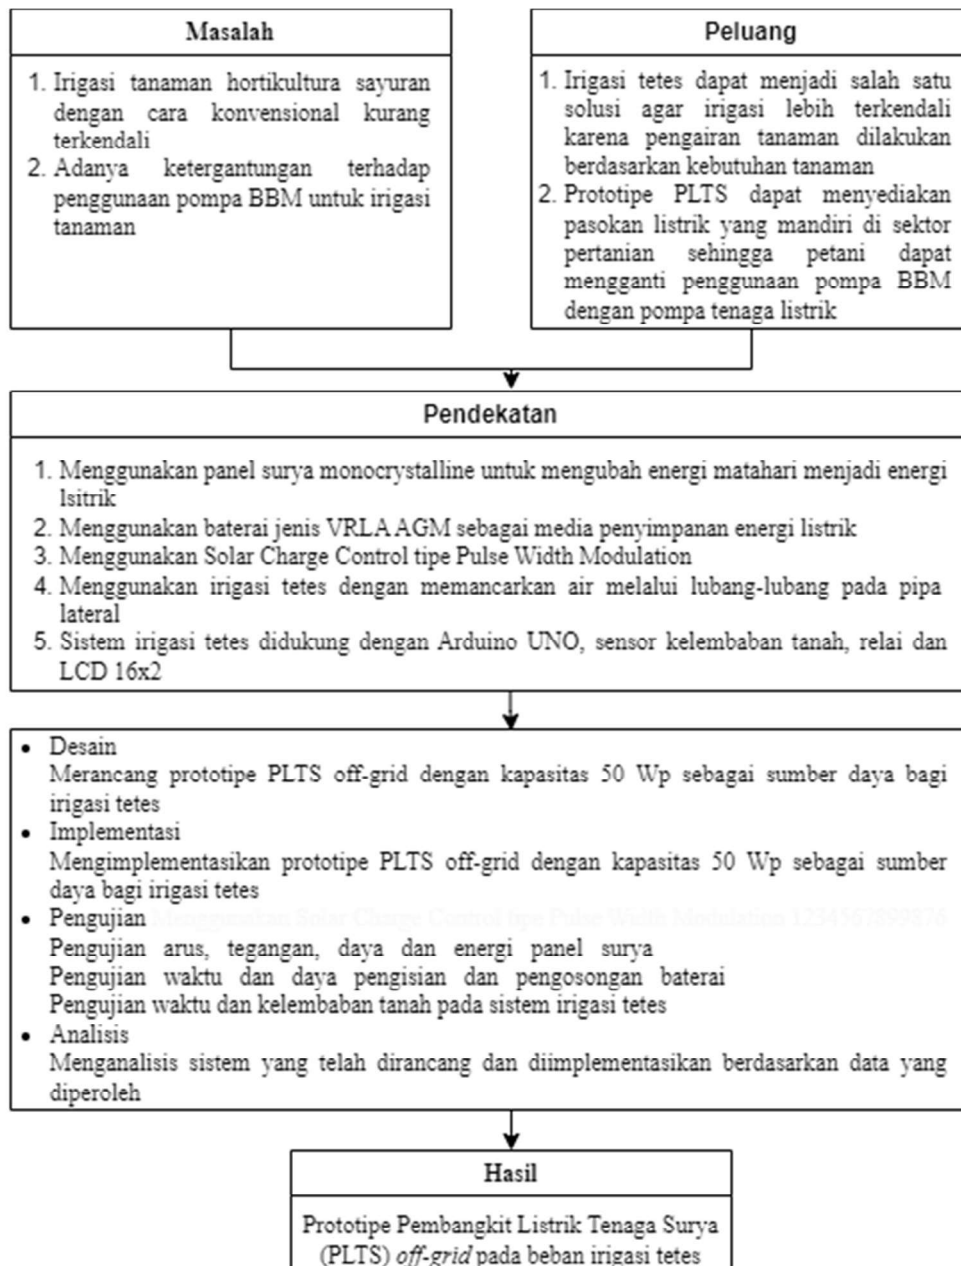 Masalah
1. Irigasi tanaman hortikultura sayuran
dengan cara konvensional kurang
terkendali
2. Adanya ketergantungan terhadap
penggunaan pompa BBM untuk irigasi
tanaman
Peluang
1. Irigasi tetes dapat menjadi salah satu
solusi agar irigasi lebih terkendali
karena pengairan tanaman dilakukan
berdasarkan kebutuhan tanaman
2. Prototipe PLTS dapat menyediakan
pasokan listrik yang mandiri di sektor
pertanian sehingga petani dapat
mengganti penggunaan pompa BBM
dengan pompa tenaga listrik
Pendekatan
1. Menggunakan panel surya monocrystalline untuk mengubah energi matahari menjadi energi
lsitrik
2. Menggunakan baterai jenis VRLA AGM sebagai media penyimpanan energi listrik
3. Menggunakan Solar Charge Control tipe Pulse Width Modulation
4. Menggunakan irigasi tetes dengan memancarkan air melalui lubang-lubang pada pipa
lateral
5. Sistem irigasi tetes didukung dengan Arduino UNO, sensor kelembaban tanah, relai dan
LCD 16x2
• Desain
Merancang prototipe PLTS off-grid dengan kapasitas 50 Wp sebagai sumber daya bagi
irigasi tetes
• Implementasi
Mengimplementasikan prototipe PLTS off-grid dengan kapasitas 50 Wp sebagai sumber
daya bagi irigasi tetes
• Pengujian Menggunakan Solar Charge Control tipe Pulse Width Modulation 1234567899876
Pengujian arus, tegangan, daya dan energi panel surya
Pengujian waktu dan daya pengisian dan pengosongan baterai
Pengujian waktu dan kelembaban tanah pada sistem irigasi tetes
• Analisis
Menganalisis sistem yang telah dirancang dan diimplementasikan berdasarkan data yang
diperoleh
Hasil
Prototipe Pembangkit Listrik Tenaga Surya
(PLTS) off-grid pada beban irigasi tetes